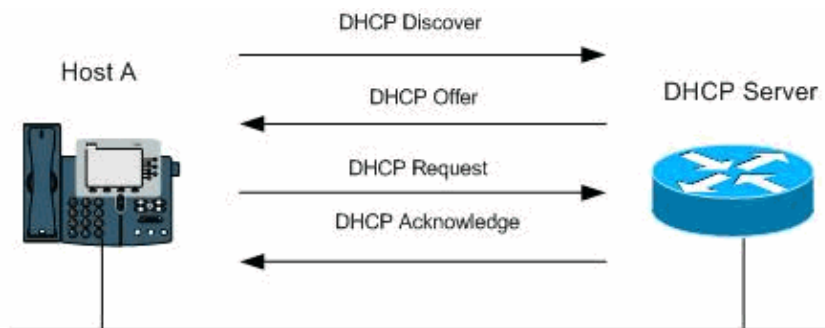 DHCP Discover
Host A
DHCP Offer
DHCP Server
DHCP Request
DHCP Acknowledge